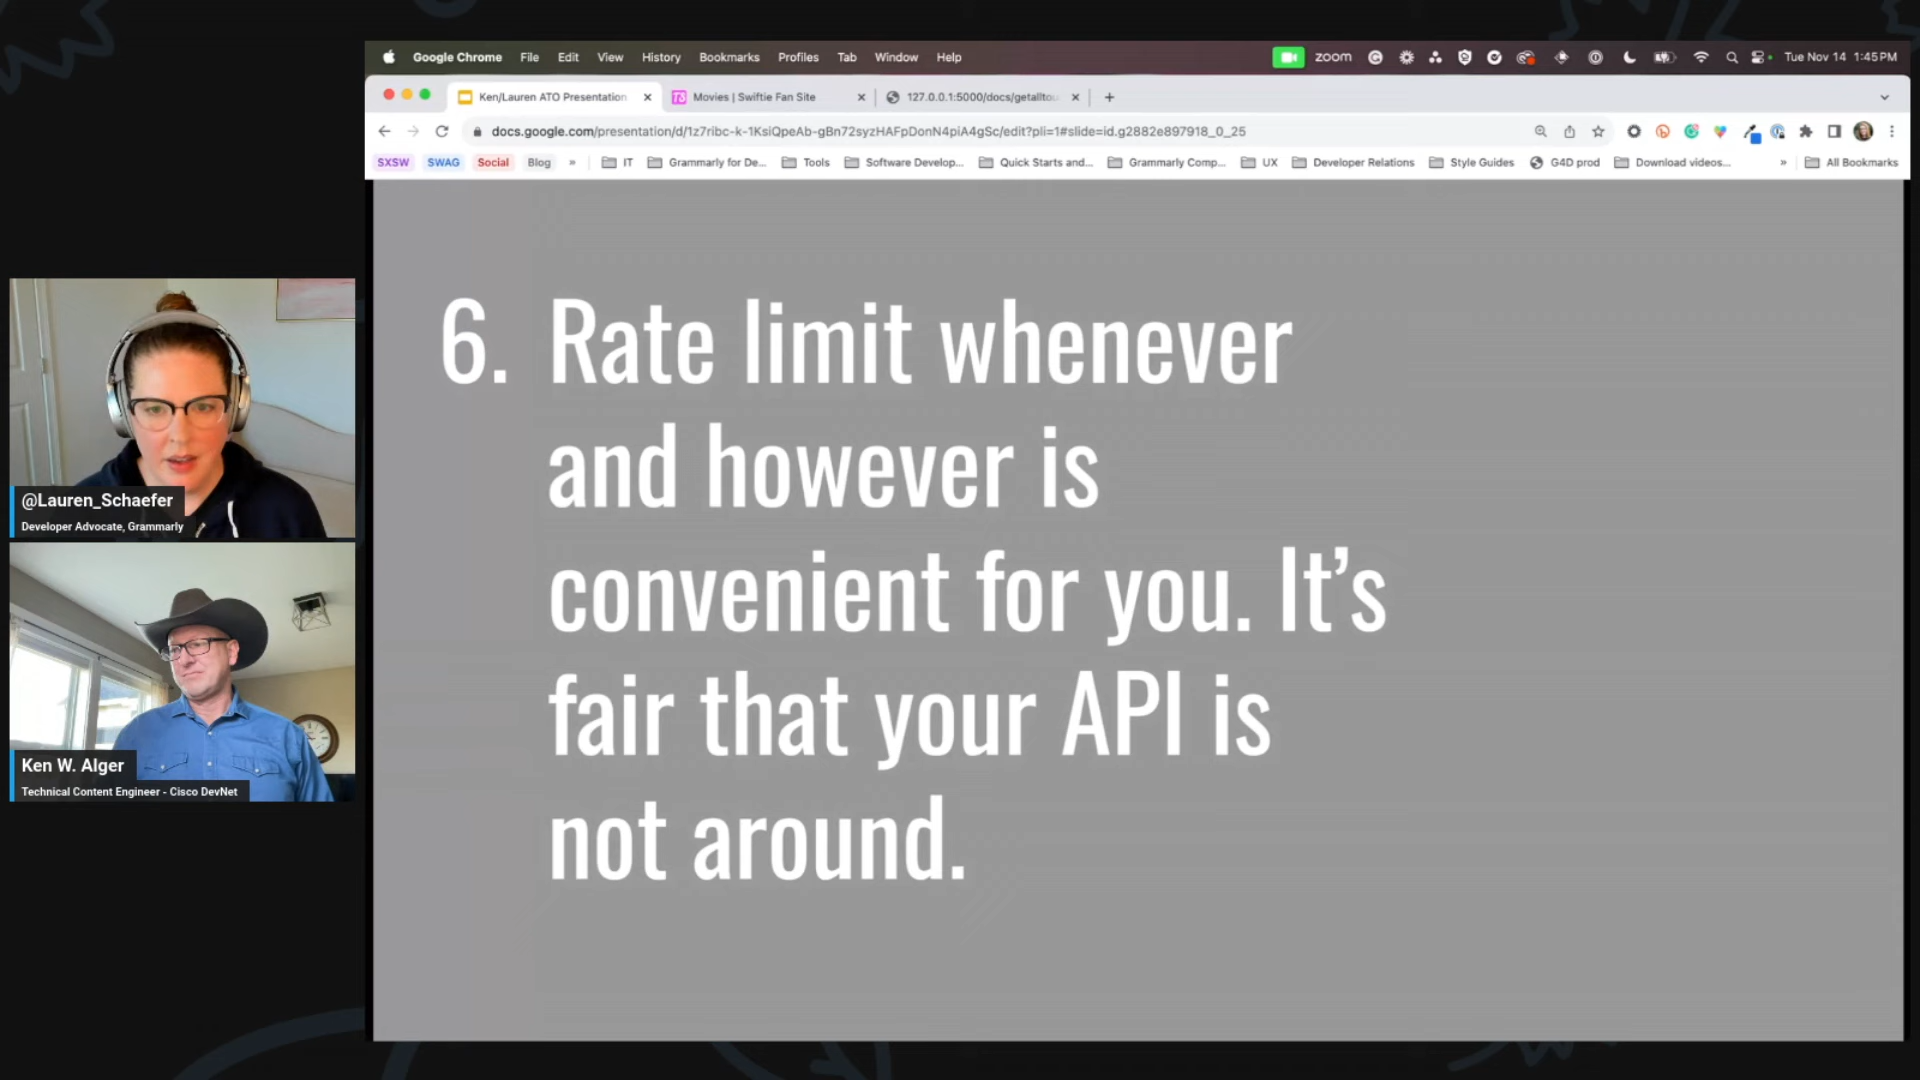 Google Chrome File Edit View History Bookmarks Profiles Tab Window Help zoom Tue Nov 14 1:45PM
Ken/Lauren ATO Presentation Movies | Swiftie Fan Site 127.0.0.1:5000/docs/getallto
docs.google.com/presentation/d/1z7ribc-k-1KsiQpeAb-gBn72syzHAFpDonN4piA4gSc/edit?pli=1#slide=id.g2882e897918_0_25
SXSW SWAG Social Blog » IT Grammarly for De... Tools Software Develop... Quick Starts and... Grammarly Comp... UX Developer Relations Style Guides G4D prod Download videos... » All Bookmarks
6. Rate limit whenever
and however is
convenient for you. It’s
fair that your API is
not around.
@Lauren_Schaefer
Developer Advocate, Grammarly
Ken W. Alger
Technical Content Engineer - Cisco DevNet